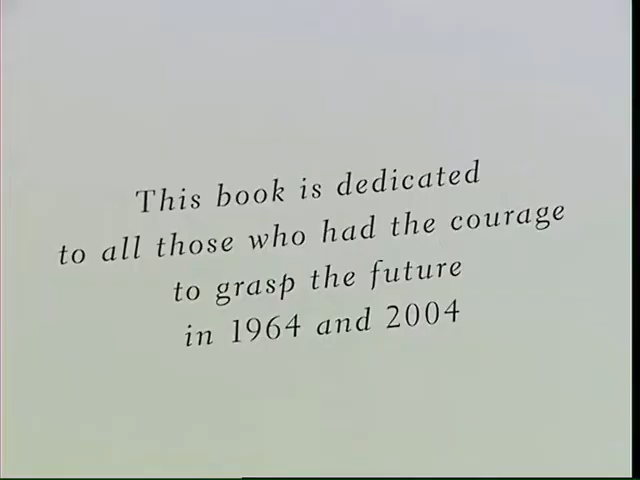 This book is dedicated
to all those who had the courage
to grasp the future
in 1964 and 2004